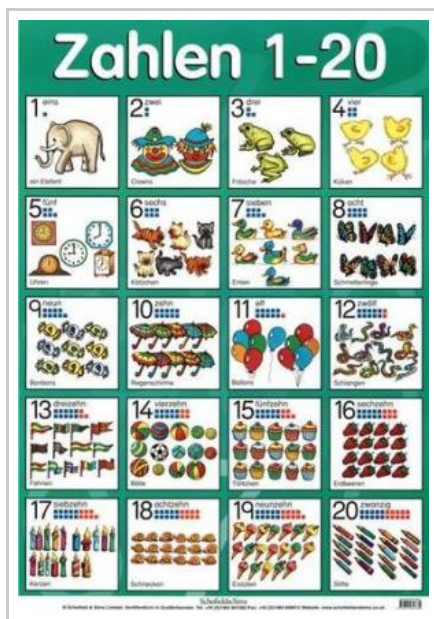 Zahlen 1-20
1 eins
ein Elefant
2 zwei
Clowns
3 drei
Frösche
4 vier
Küken
5 fünf
Uhren
6 sechs
Kätzchen
7 sieben
Enten
8 acht
Schmetterlinge
9 neun
Bonbons
10 zehn
Regenschirme
11 elf
Ballons
12 zwölf
Schlangen
13 dreizehn
Fahnen
14 vierzehn
Bälle
15 fünfzehn
Törtchen
16 sechzehn
Erdbeeren
17 siebzehn
Kerzen
18 achtzehn
Schnecken
19 neunzehn
Eistüten
20 zwanzig
Stifte
Schofield&Sims